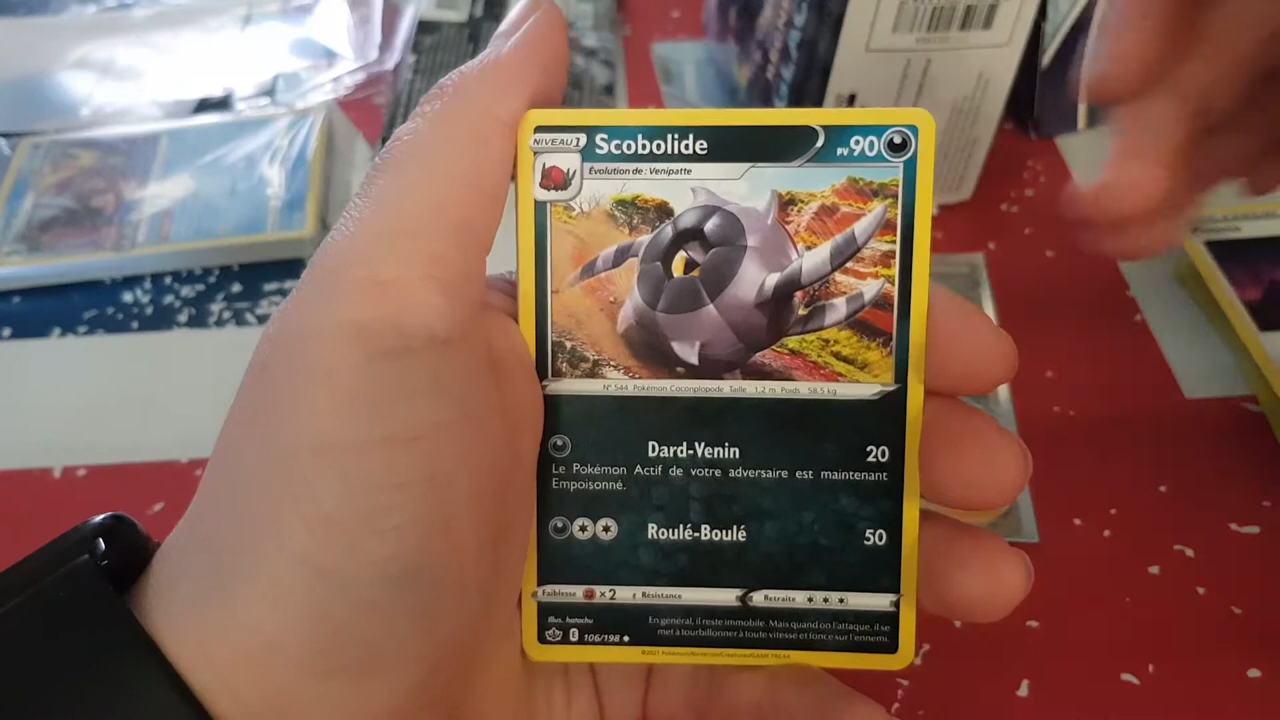 NIVEAU 1 Scobolide PV 90
Évolution de : Venipatte
N° 544 Pokémon Coconplopode Taille 1,2 m Poids 58.5 kg
Dard-Venin 20
Le Pokémon Actif de votre adversaire est maintenant
Empoisonné.
Roulé-Boulé 50
Faiblesse ×2 Résistance Retraite
Illus. hatachu
En général, il reste immobile. Mais quand on l'attaque, il se
met à tourbillonner à toute vitesse et fonce sur l'ennemi.
E 106/198
©2021 Pokémon/Nintendo/Creatures/GAME FREAK